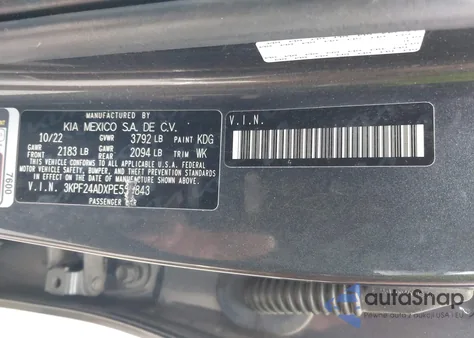 MANUFACTURED BY
KIA MEXICO S.A. DE C.V.
10/22 GVWR 3792 LB PAINT KDG
GAWR FRONT 2183 LB GAWR REAR 2094 LB TRIM WK
THIS VEHICLE CONFORMS TO ALL APPLICABLE U.S.A. FEDERAL
MOTOR VEHICLE SAFETY, BUMPER, AND THEFT PREVENTION STANDARDS
IN EFFECT ON THE DATE OF MANUFACTURE SHOWN ABOVE.
V.I.N.
PASSENGER CAR
V.I.N.
7600
autoSnap